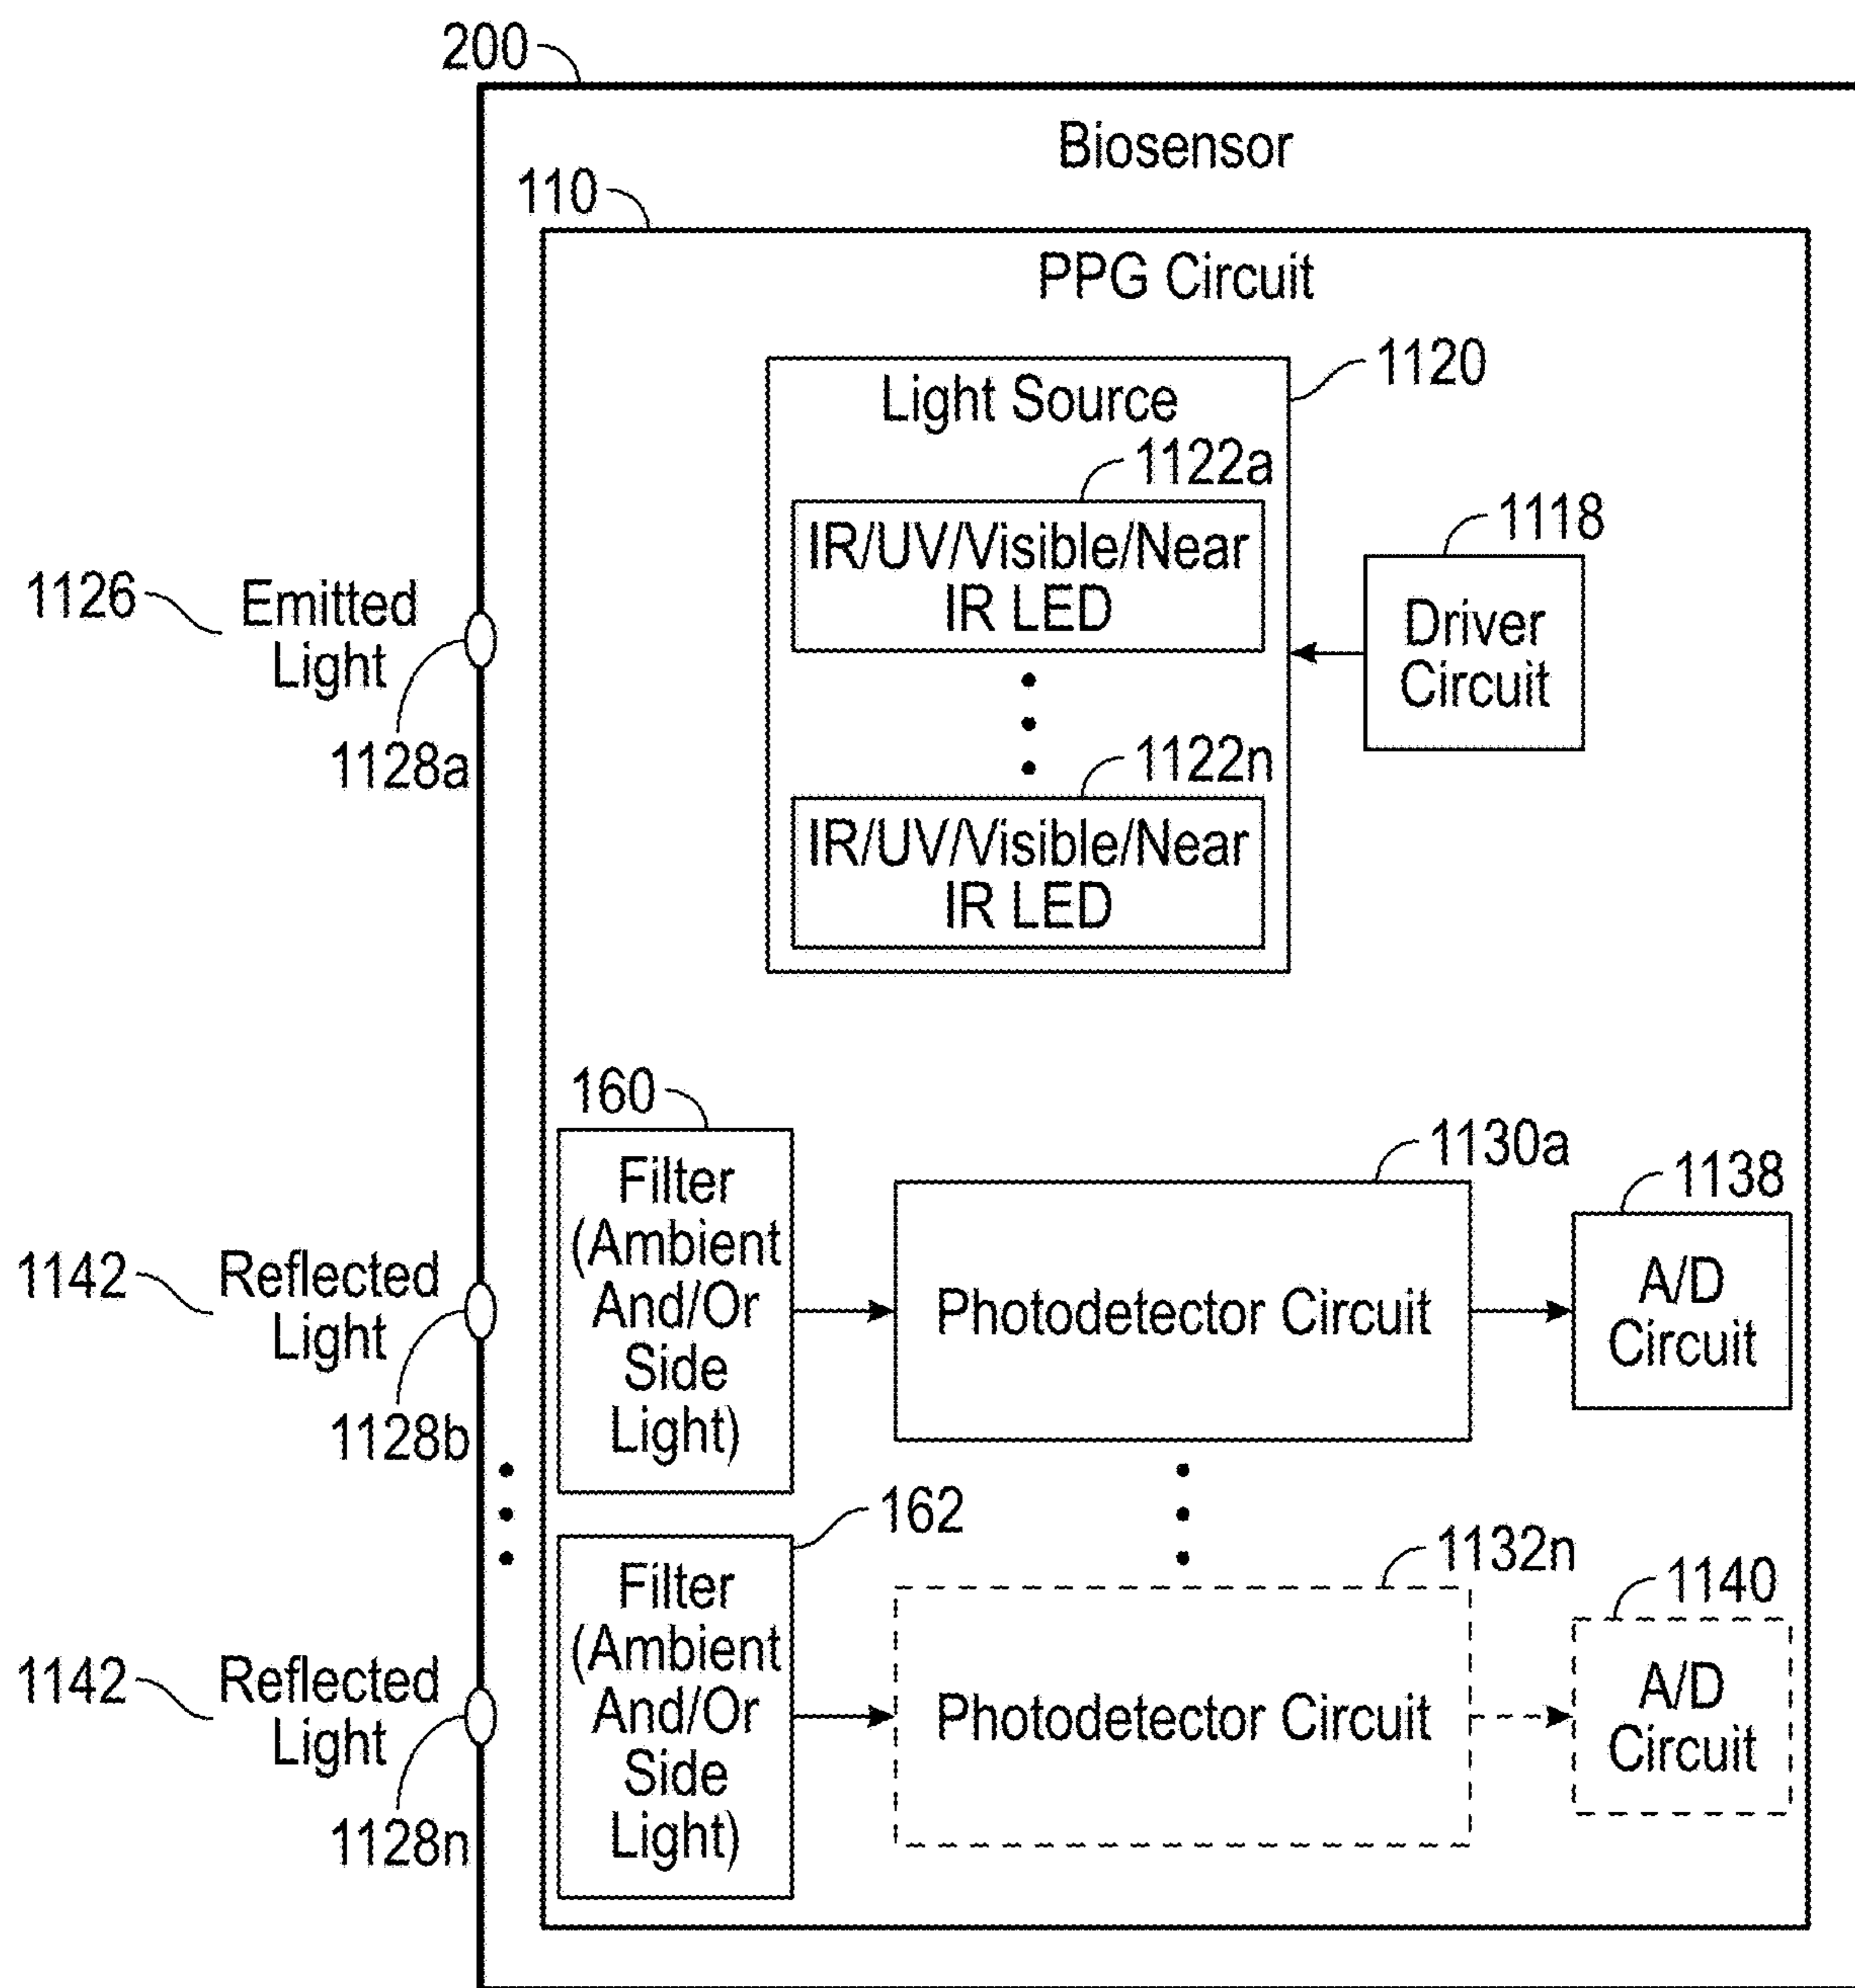 200
Biosensor
110
PPG Circuit
1120
Light Source
1122a
IR/UV/Visible/Near
IR LED
1118
Driver
Circuit
1126
Emitted
Light
1128a
1122n
IR/UV/Visible/Near
IR LED
160
Filter
(Ambient
And/Or
Side
Light)
1130a
Photodetector Circuit
1138
A/D
Circuit
1142
Reflected
Light
1128b
162
Filter
(Ambient
And/Or
Side
Light)
1132n
Photodetector Circuit
1140
A/D
Circuit
1142
Reflected
Light
1128n